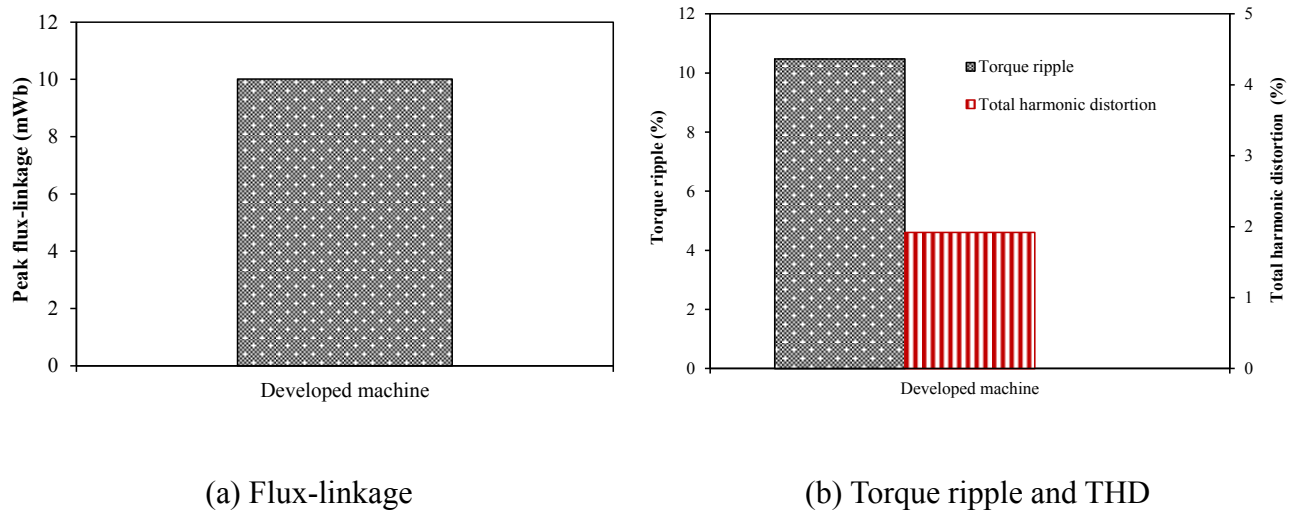 Peak flux-linkage (mWb)
12
10
8
6
4
2
0
Developed machine
(a) Flux-linkage
Torque ripple (%)
12
10
8
6
4
2
0
Torque ripple
Total harmonic distortion
5
4
3
2
1
0
Total harmonic distortion (%)
Developed machine
(b) Torque ripple and THD